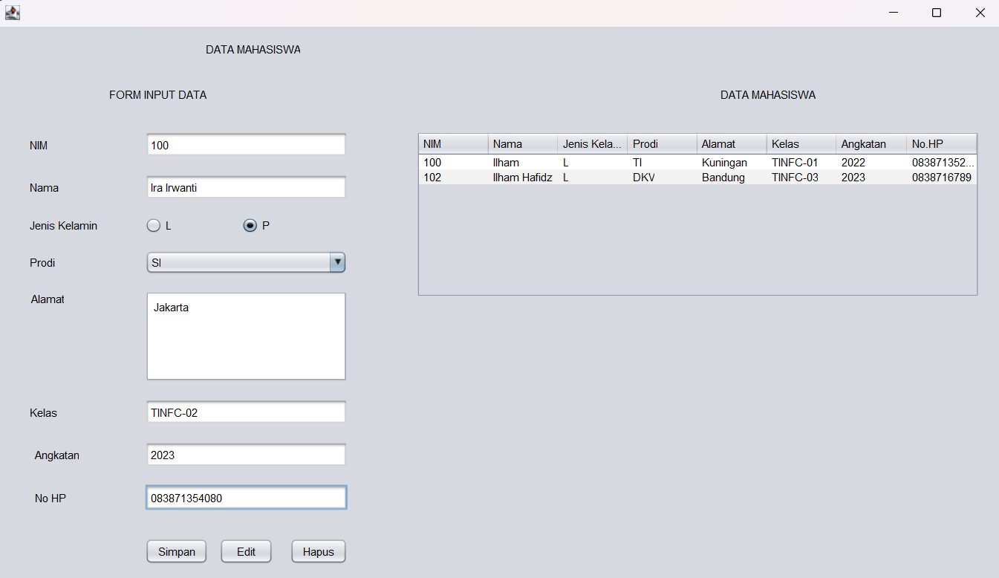 DATA MAHASISWA
FORM INPUT DATA
NIM 100
Nama Ira Irwanti
Jenis Kelamin L P
Prodi SI
Alamat Jakarta
Kelas TINFC-02
Angkatan 2023
No HP 083871354080
Simpan Edit Hapus
DATA MAHASISWA
NIM Nama Jenis Kela... Prodi Alamat Kelas Angkatan No.HP
100 Ilham L TI Kuningan TINFC-01 2022 083871352...
102 Ilham Hafidz L DKV Bandung TINFC-03 2023 0838716789